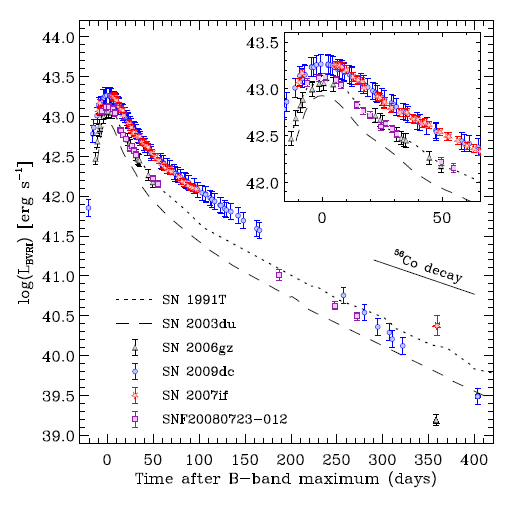 44.0
43.5
43.0
42.5
42.0
41.5
41.0
40.5
40.0
39.5
39.0
log(L_BVRI) [erg s⁻¹]
43.5
43.0
42.5
42.0
0 50
⁵⁶Co decay
SN 1991T
SN 2003du
SN 2006gz
SN 2009dc
SN 2007if
SNF20080723-012
0 50 100 150 200 250 300 350 400
Time after B-band maximum (days)